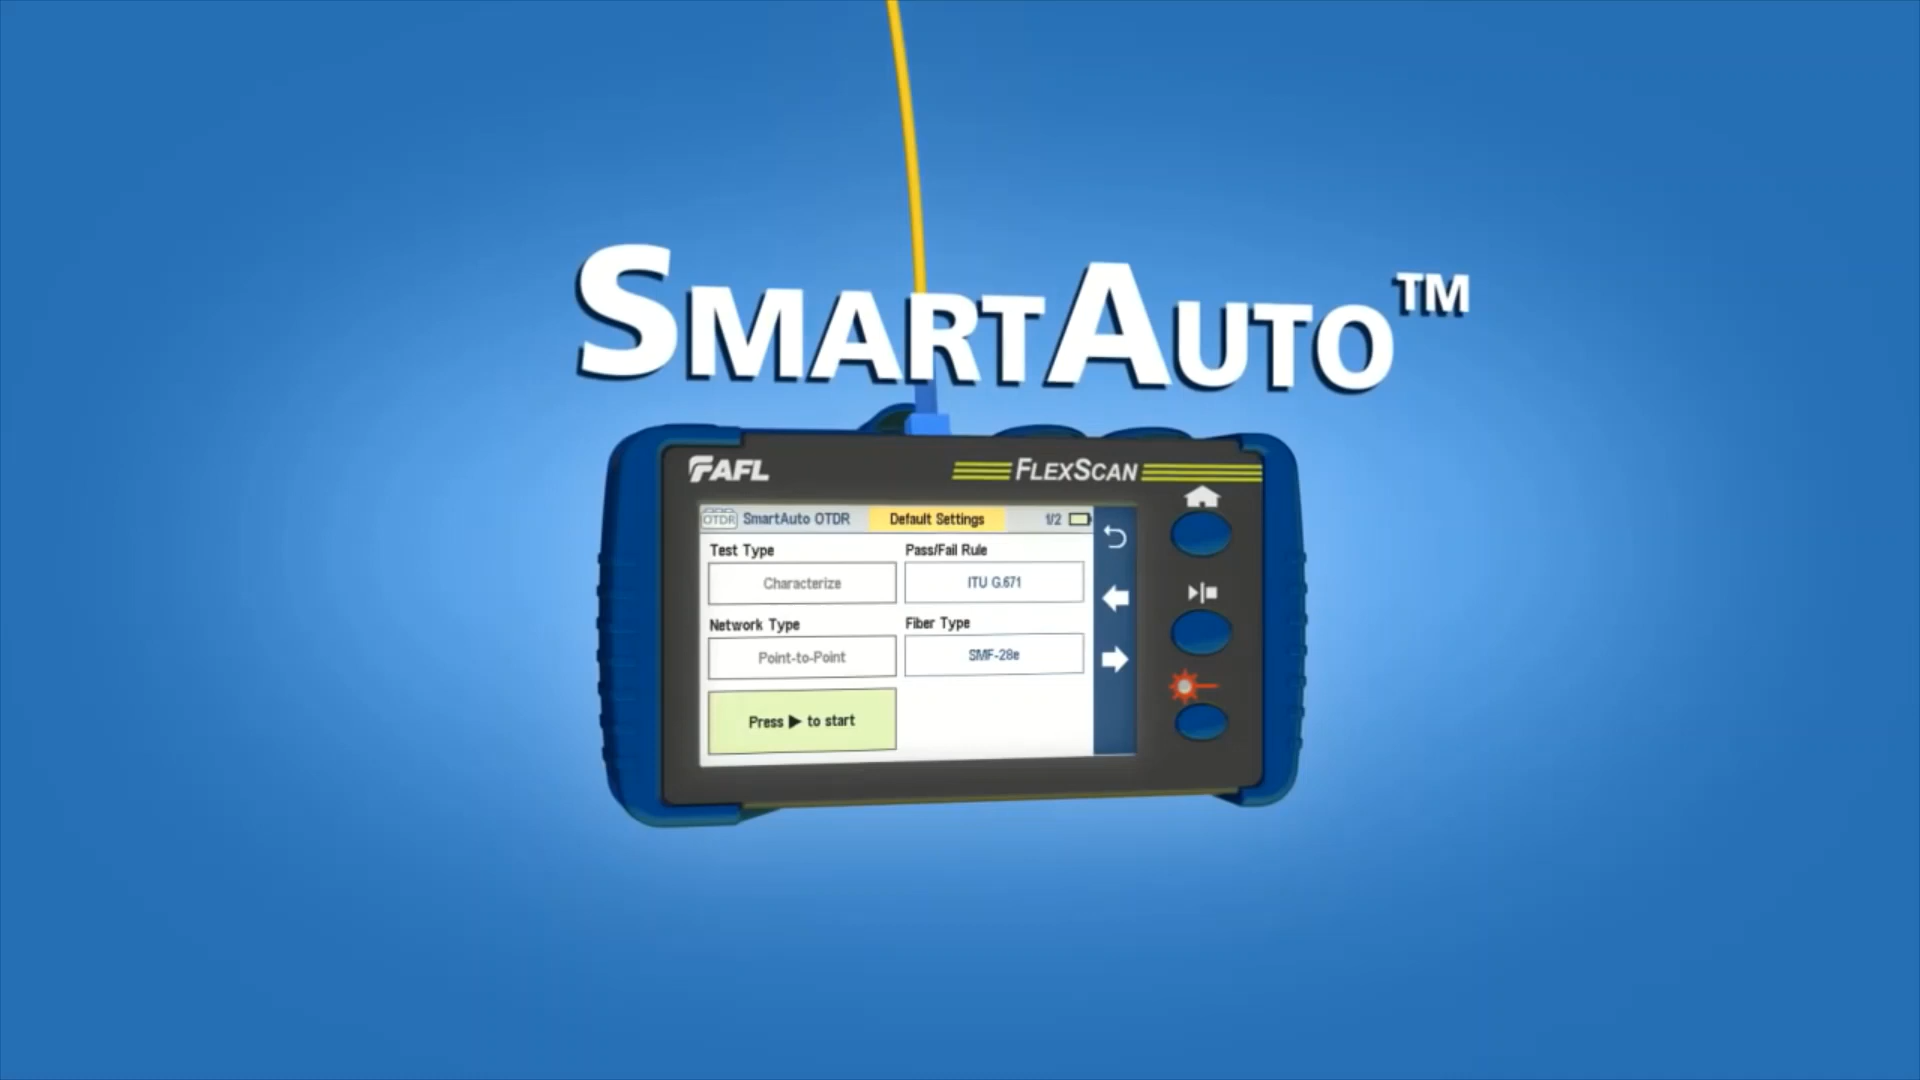 SMARTAUTO™
AFL
FLEXSCAN
OTDR SmartAuto OTDR Default Settings 1/2
Test Type
Pass/Fail Rule
Characterize
ITU G.671
Network Type
Fiber Type
Point-to-Point
SMF-28e
Press ▶ to start